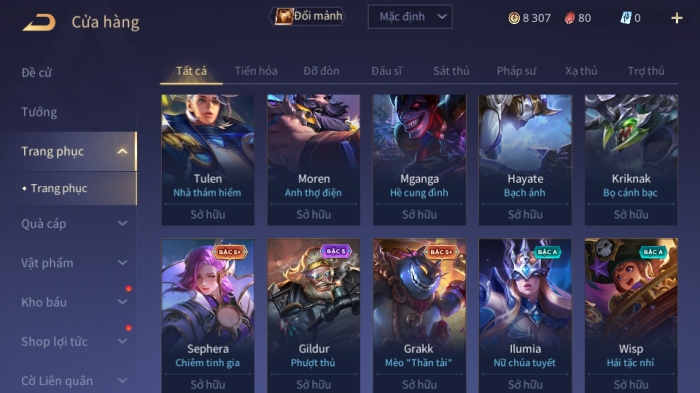 Cửa hàng
Đổi mảnh
Mặc định
8 307
80
0
Đề cử
Tướng
Trang phục
Trang phục
Quà cáp
Vật phẩm
Kho báu
Shop lợi tức
Cờ Liên quân
Tất cả Tiến hóa Đỡ đòn Đấu sĩ Sát thủ Pháp sư Xạ thủ Trợ thủ
Tulen
Nhà thám hiểm
Sở hữu
Moren
Anh thợ điện
Sở hữu
Mganga
Hề cung đình
Sở hữu
Hayate
Bạch ảnh
Sở hữu
Kriknak
Bọ cánh bạc
Sở hữu
BẬC S+
Sephera
Chiêm tinh gia
Sở hữu
BẬC S
Gildur
Phượt thủ
Sở hữu
BẬC S+
Grakk
Mèo "Thần tài"
Sở hữu
BẬC A
Ilumia
Nữ chúa tuyết
Sở hữu
BẬC A
Wisp
Hải tặc nhí
Sở hữu